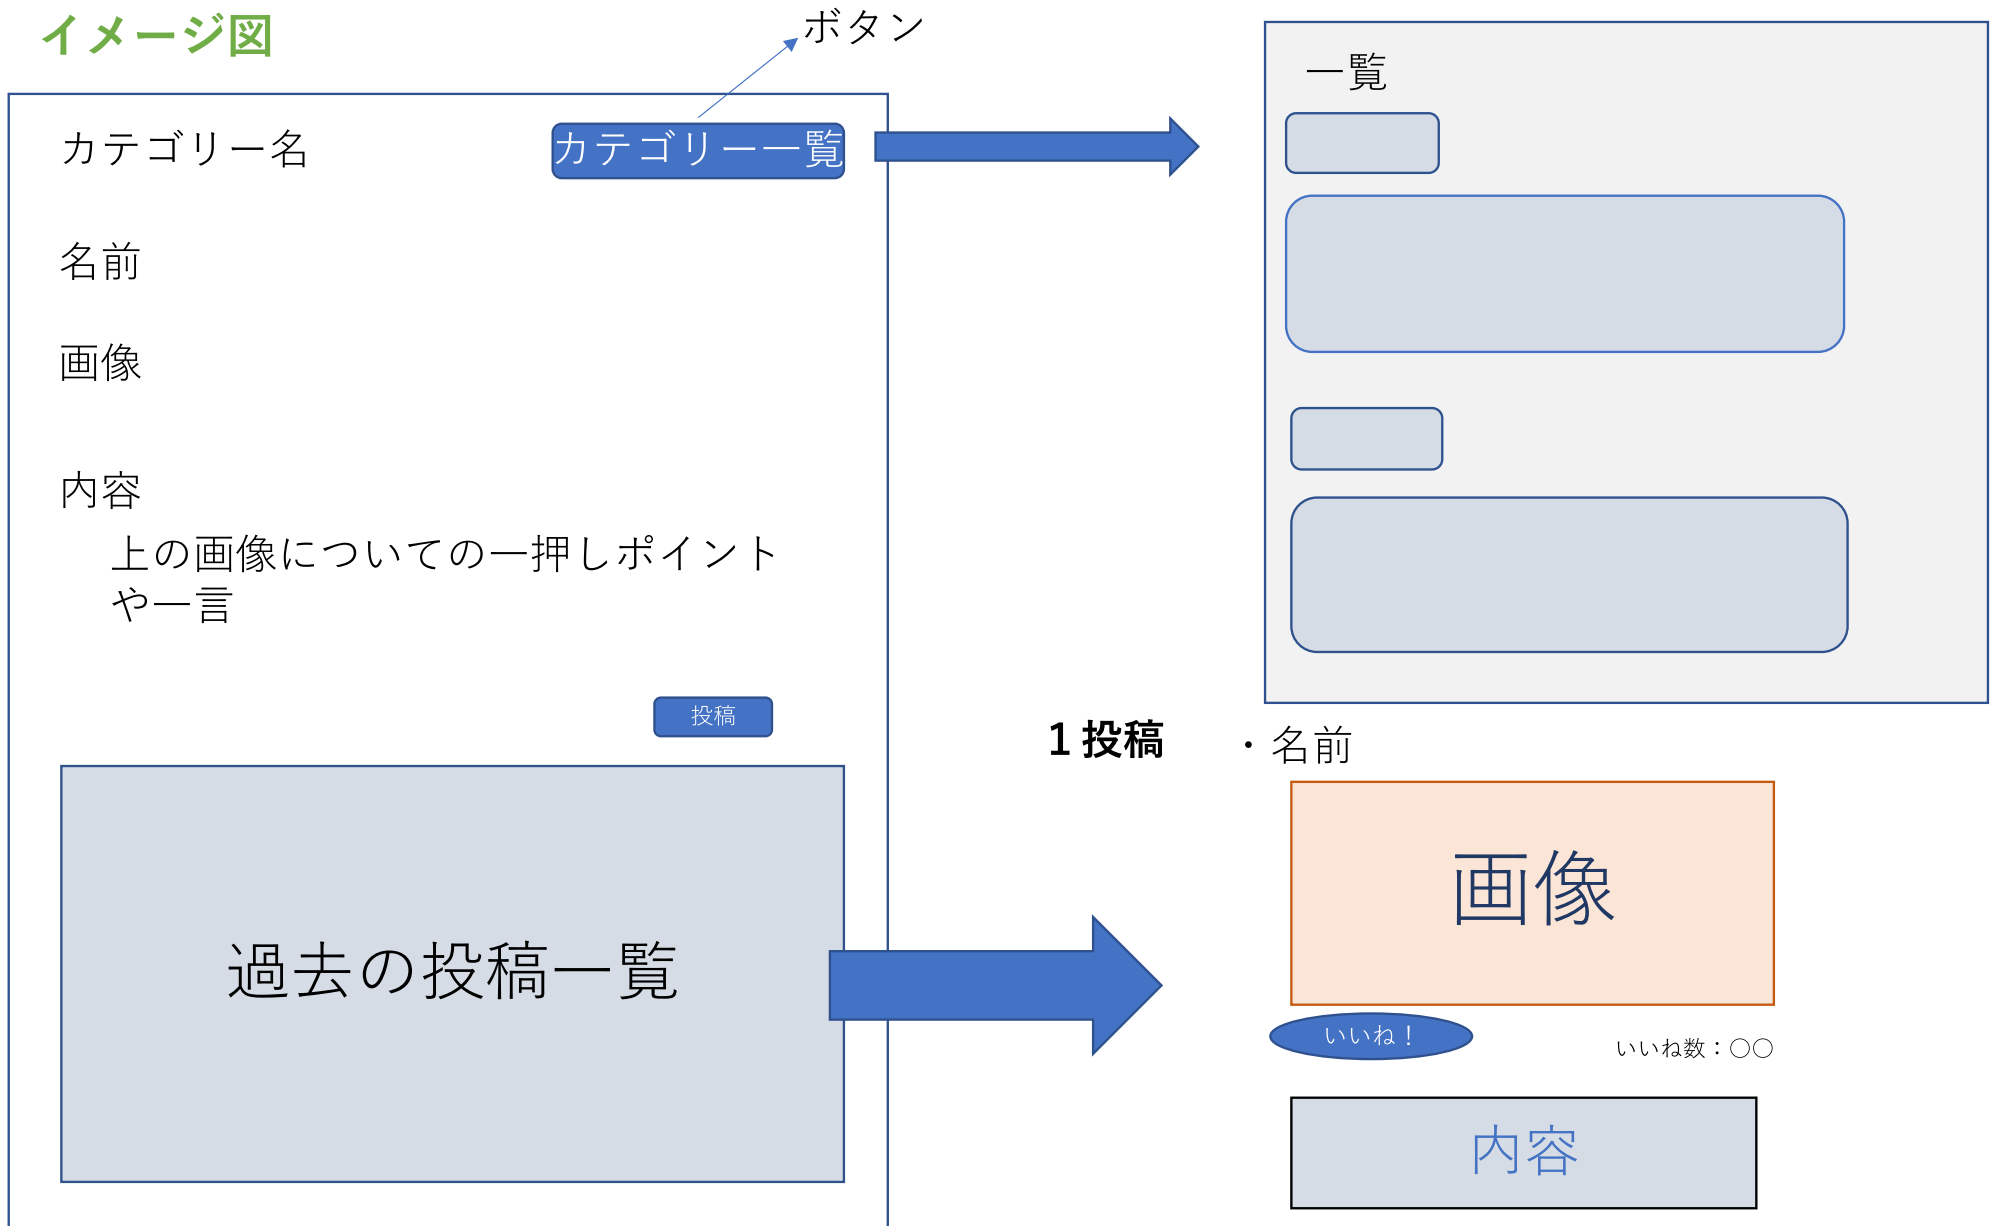 イメージ図
ボタン
カテゴリー名
カテゴリー一覧
名前
画像
内容
上の画像についての一押しポイント
や一言
投稿
過去の投稿一覧
一覧
1 投稿
・名前
画像
いいね！
いいね数：〇〇
内容